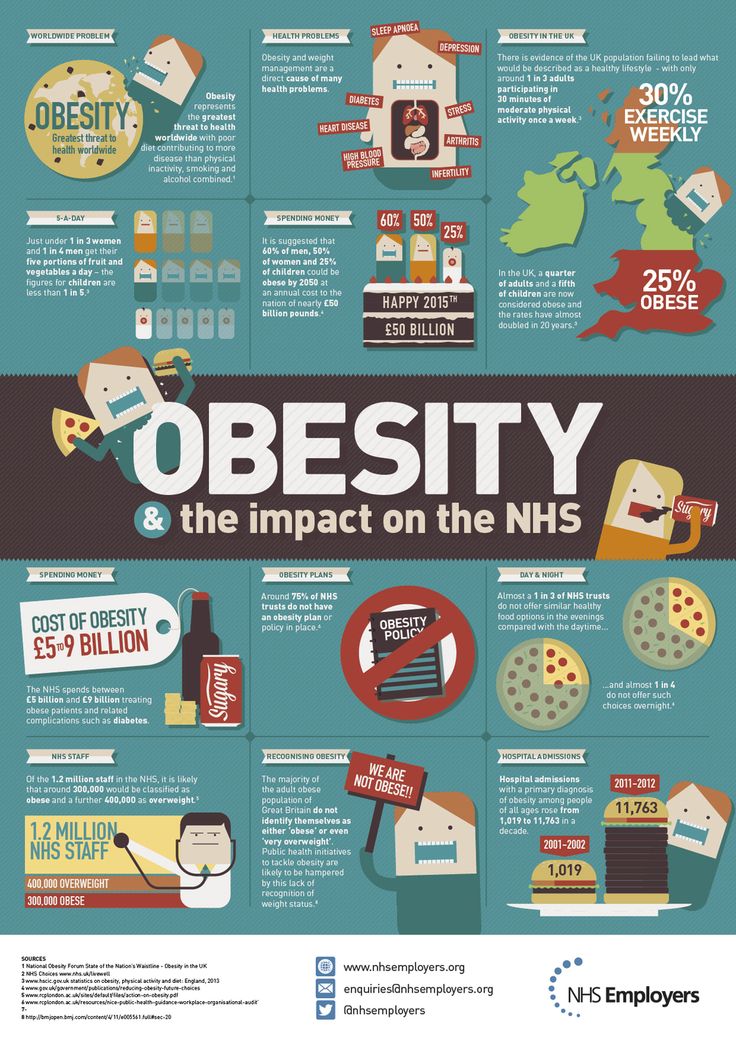 WORLDWIDE PROBLEM
OBESITY
Greatest threat to
health worldwide
Obesity
represents
the greatest
threat to health
worldwide with poor
diet contributing to more
disease than physical
inactivity, smoking and
alcohol combined.¹
HEALTH PROBLEMS
Obesity and weight
management are a
direct cause of many
health problems.
SLEEP APNOEA
DEPRESSION
DIABETES
STRESS
HEART DISEASE
ARTHRITIS
HIGH BLOOD
PRESSURE
INFERTILITY
OBESITY IN THE UK
There is evidence of the UK population failing to lead what
would be described as a healthy lifestyle - with only
around 1 in 3 adults
participating in
30 minutes of
moderate physical
activity once a week.³
30%
EXERCISE
WEEKLY
In the UK, a quarter
of adults and a fifth
of children are now
considered obese and
the rates have almost
doubled in 20 years.³
25%
OBESE
5-A-DAY
Just under 1 in 3 women
and 1 in 4 men get their
five portions of fruit and
vegetables a day – the
figures for children are
less than 1 in 5.³
SPENDING MONEY
It is suggested that
60% of men, 50%
of women and 25%
of children could be
obese by 2050 at
an annual cost to the
nation of nearly £50
billion pounds.⁴
60%
50%
25%
HAPPY 2015TH
£50 BILLION
OBESITY
& the impact on the NHS
Sugary
SPENDING MONEY
COST OF OBESITY
£5 TO 9 BILLION
Sugary
The NHS spends between
£5 billion and £9 billion treating
obese patients and related
complications such as diabetes.
OBESITY PLANS
Around 75% of NHS
trusts do not have
an obesity plan or
policy in place.⁶
OBESITY
POLICY
DAY & NIGHT
Almost a 1 in 3 of NHS trusts
do not offer similar healthy
food options in the evenings
compared with the daytime...
...and almost 1 in 4
do not offer such
choices overnight.⁶
NHS STAFF
Of the 1.2 million staff in the NHS, it is likely
that around 300,000 would be classified as
obese and a further 400,000 as overweight.⁵
1.2 MILLION
NHS STAFF
400,000 OVERWEIGHT
300,000 OBESE
RECOGNISING OBESITY
The majority of
the adult obese
population of
Great Britain do not
identify themselves as
either 'obese' or even
'very overweight'.
Public health initiatives
to tackle obesity are
likely to be hampered
by this lack of
recognition of
weight status.⁸
WE ARE
NOT OBESE!!
HOSPITAL ADMISSIONS
Hospital admissions
with a primary diagnosis
of obesity among people
of all ages rose from
1,019 to 11,763 in a
decade.
2011-2012
11,763
2001-2002
1,019
SOURCES
1 National Obesity Forum State of the Nation's Waistline - Obesity in the UK
2 NHS Choices www.nhs.uk/livewell
3 www.hscic.gov.uk statistics on obesity, physical activity and diet: England, 2013
4 www.gov.uk/government/publications/reducing-obesity-future-choices
5 www.rcplondon.ac.uk/sites/default/files/action-on-obesity.pdf
6 www.rcplondon.ac.uk/resources/nice-public-health-guidance-workplace-organisational-audit'
7-
8 http://bmjopen.bmj.com/content/4/11/e005561.full#sec-20
www.nhsemployers.org
enquiries@nhsemployers.org
@nhsemployers
NHS Employers